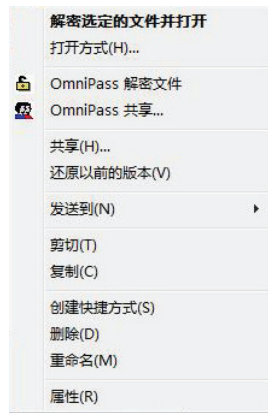 解密选定的文件并打开
打开方式(H)...
OmniPass 解密文件
OmniPass 共享...
共享(H)...
还原以前的版本(V)
发送到(N)
剪切(T)
复制(C)
创建快捷方式(S)
删除(D)
重命名(M)
属性(R)